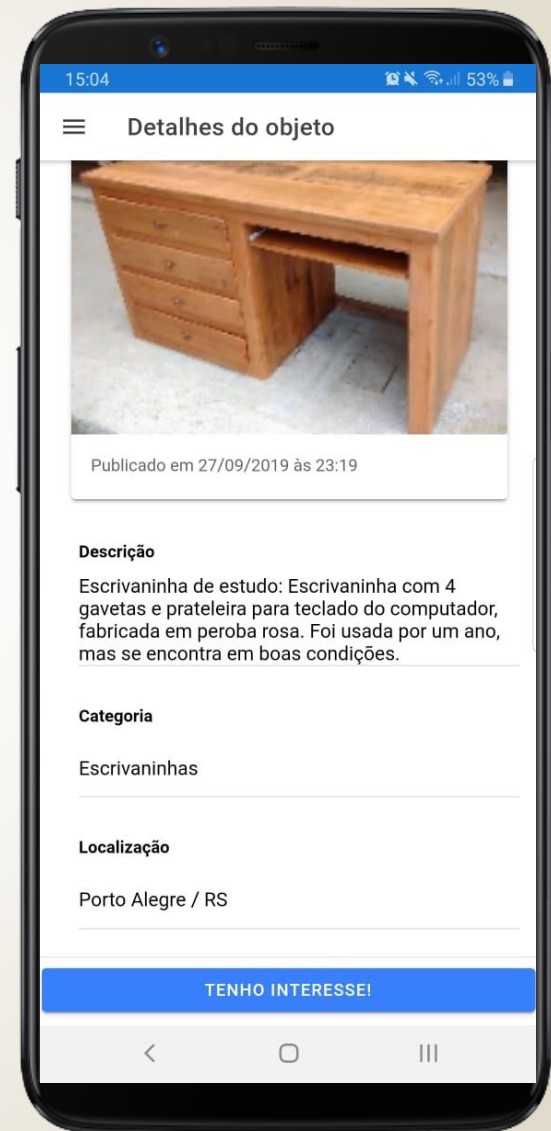 15:04
53%
Detalhes do objeto
Publicado em 27/09/2019 às 23:19
Descrição
Escrivaninha de estudo: Escrivaninha com 4
gavetas e prateleira para teclado do computador,
fabricada em peroba rosa. Foi usada por um ano,
mas se encontra em boas condições.
Categoria
Escrivaninhas
Localização
Porto Alegre / RS
TENHO INTERESSE!